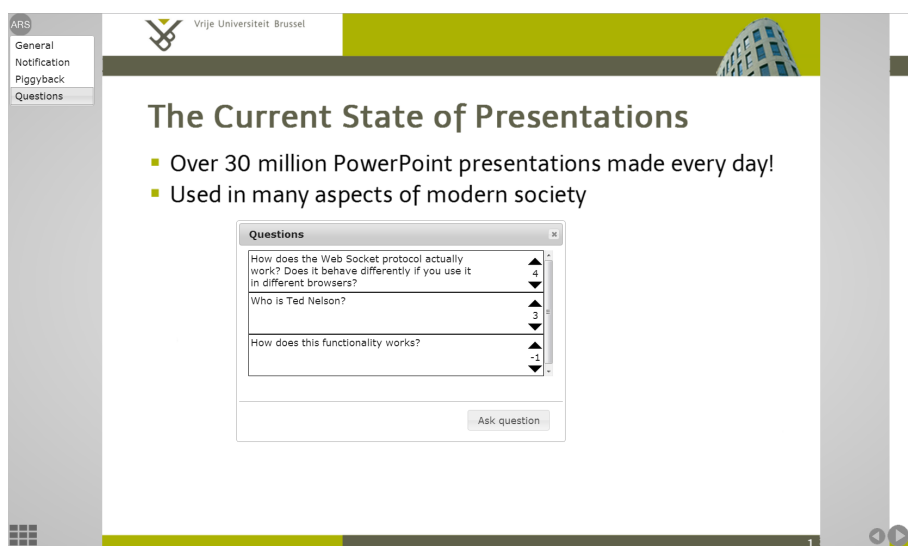 ARS
General
Notification
Piggyback
Questions
Vrije Universiteit Brussel
The Current State of Presentations
Over 30 million PowerPoint presentations made every day!
Used in many aspects of modern society
Questions
How does the Web Socket protocol actually
work? Does it behave differently if you use it
in different browsers?
4
Who is Ted Nelson?
3
How does this functionality works?
-1
Ask question
1